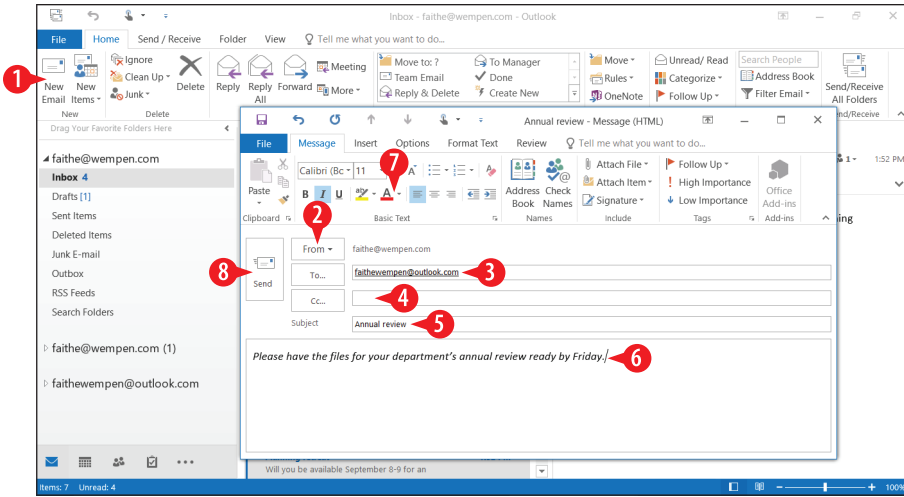 Inbox - faithe@wempen.com - Outlook
File Home Send / Receive Folder View Tell me what you want to do...
1
New Email
New Items
New
Ignore
Clean Up
Junk
Delete
Delete
Reply
Reply All
Forward
Meeting
More
Move to: ?
Team Email
Reply & Delete
To Manager
Done
Create New
Move
Rules
OneNote
Unread/ Read
Categorize
Follow Up
Search People
Address Book
Filter Email
Send/Receive All Folders
nd/Receive
Drag Your Favorite Folders Here
faithe@wempen.com
Inbox 4
Drafts [1]
Sent Items
Deleted Items
Junk E-mail
Outbox
RSS Feeds
Search Folders
faithe@wempen.com (1)
faithewempen@outlook.com
Annual review - Message (HTML)
File Message Insert Options Format Text Review Tell me what you want to do...
Paste
Clipboard
Calibri (Bc 11
7
B I U aby A
Basic Text
Address Book
Check Names
Names
Attach File
Attach Item
Signature
Include
Follow Up
High Importance
Low Importance
Tags
Office Add-ins
Add-ins
1 1:52 PM
ing
2
8
Send
From faithe@wempen.com
To... faithewempen@outlook.com 3
Cc... 4
Subject Annual review 5
Please have the files for your department's annual review ready by Friday. 6
Will you be available September 8-9 for an
Items: 7 Unread: 4
100%